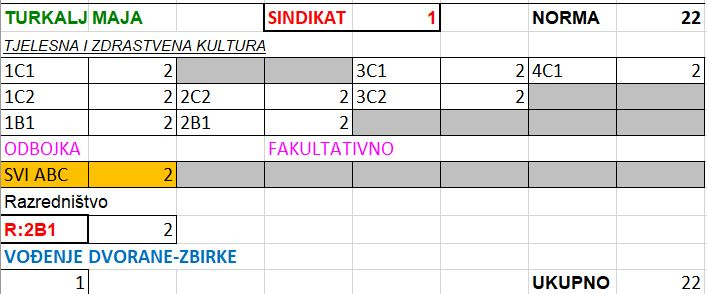 TURKALJ MAJA SINDIKAT 1 NORMA 22
TJELESNA I ZDRASTVENA KULTURA
1C1 2 3C1 2 4C1 2
1C2 2 2C2 2 3C2 2
1B1 2 2B1 2
ODBOJKA FAKULTATIVNO
SVI ABC 2
Razredništvo
R:2B1 2
VOĐENJE DVORANE-ZBIRKE
1 UKUPNO 22